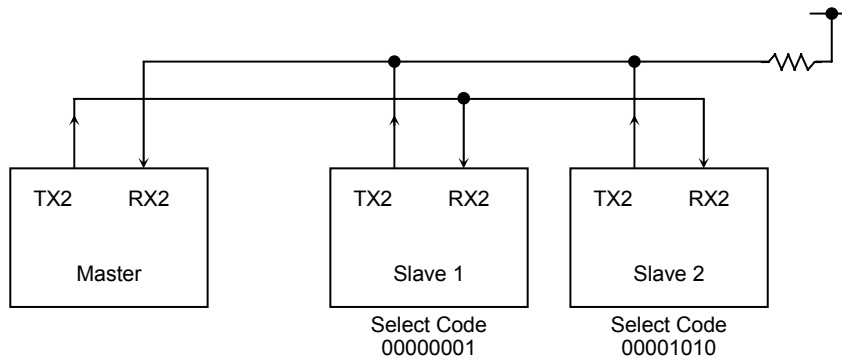 TX2 RX2 TX2 RX2 TX2 RX2
Master Slave 1 Slave 2
Select Code Select Code
00000001 00001010